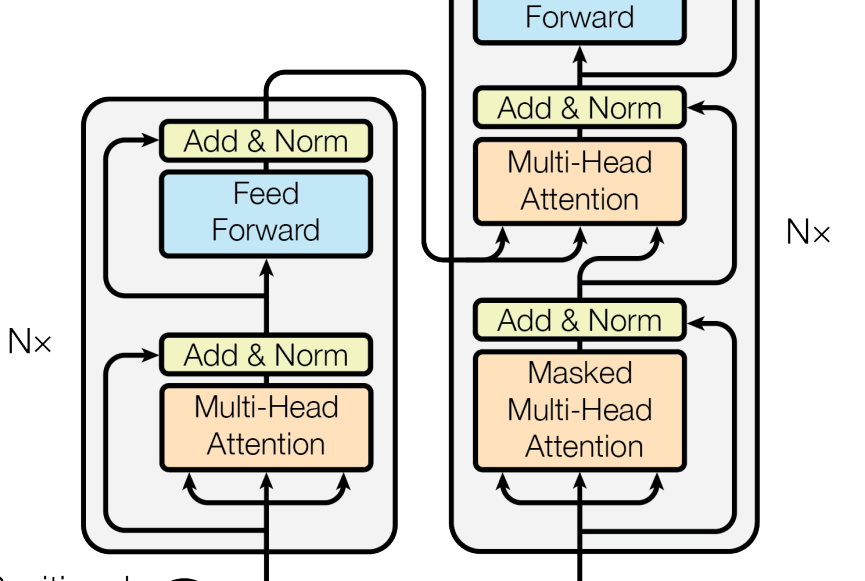 Forward
Add & Norm
Multi-Head
Attention
Nx
Add & Norm
Masked
Multi-Head
Attention
Add & Norm
Feed
Forward
Nx
Add & Norm
Multi-Head
Attention